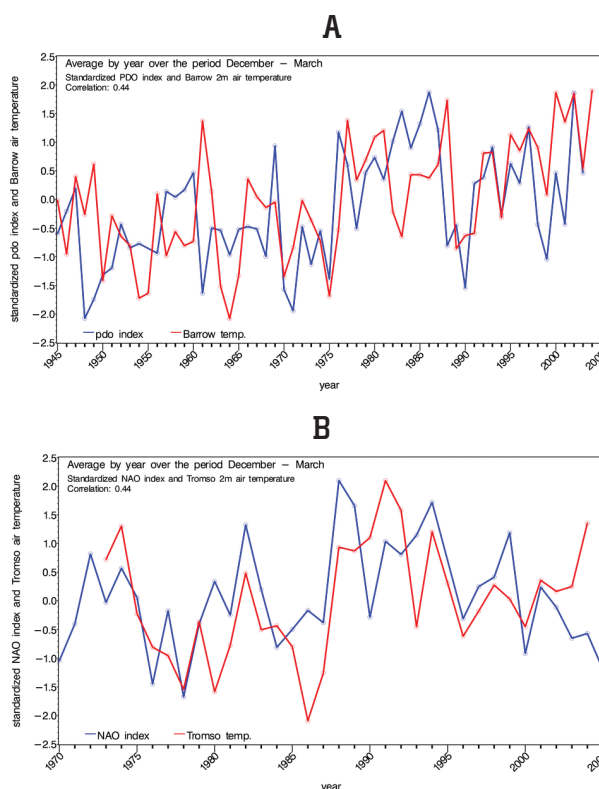 A
Average by year over the period December – March
Standardized PDO index and Barrow 2m air temperature
Correlation: 0.44
standardized pdo index and Barrow air temperature
2.5
2.0
1.5
1.0
0.5
0.0
−0.5
−1.0
−1.5
−2.0
−2.5
pdo index Barrow temp.
1945 1950 1955 1960 1965 1970 1975 1980 1985 1990 1995 2000
year
B
Average by year over the period December – March
Standardized NAO index and Tromso 2m air temperature
Correlation: 0.44
standardized NAO index and Tromso air temperature
2.5
2.0
1.5
1.0
0.5
0.0
−0.5
−1.0
−1.5
−2.0
−2.5
NAO index Tromso temp.
1970 1975 1980 1985 1990 1995 2000
year